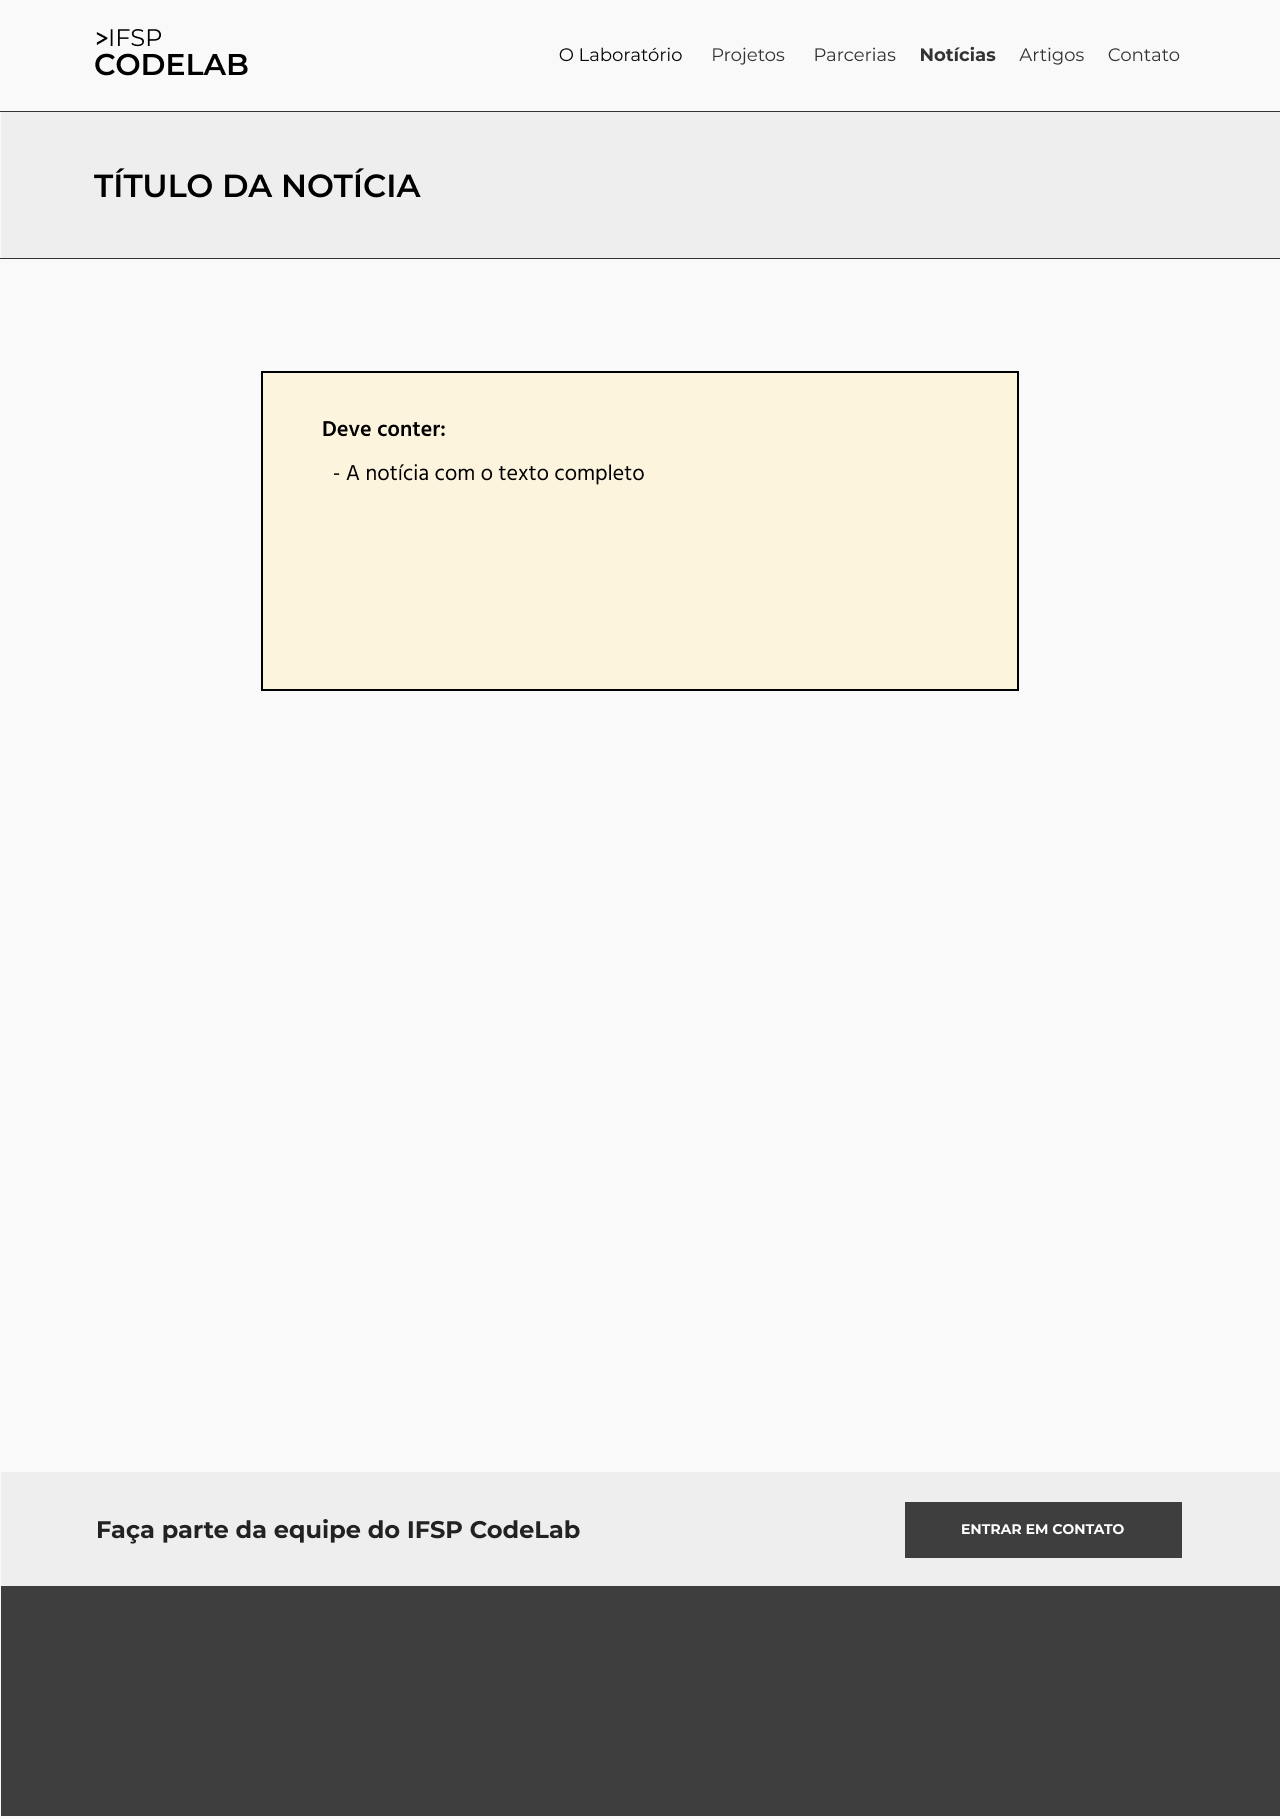 >IFSP
CODELAB
O Laboratório Projetos Parcerias Notícias Artigos Contato
TÍTULO DA NOTÍCIA
Deve conter:
- A notícia com o texto completo
Faça parte da equipe do IFSP CodeLab
ENTRAR EM CONTATO